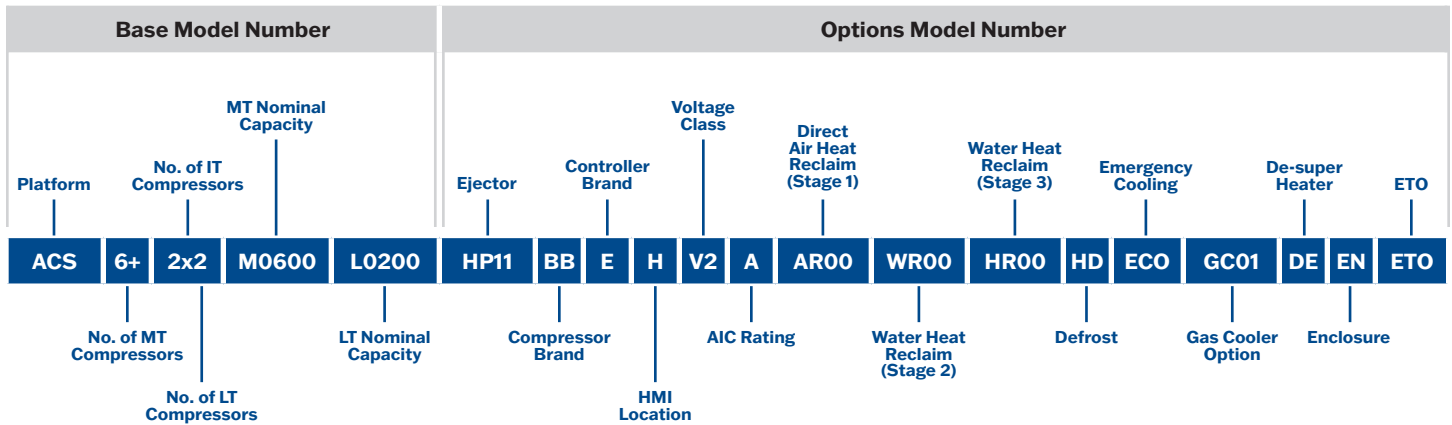 Base Model Number
Options Model Number
MT Nominal
Capacity
Voltage
Class
Direct
Air Heat
Reclaim
(Stage 1)
No. of IT
Compressors
Controller
Brand
Water Heat
Reclaim
(Stage 3)
Emergency
Cooling
De-super
Heater
Platform
Ejector
ETO
ACS 6+ 2x2 M0600 L0200 HP11 BB E H V2 A AR00 WR00 HR00 HD ECO GC01 DE EN ETO
No. of MT
Compressors
LT Nominal
Capacity
Compressor
Brand
AIC Rating
Water Heat
Reclaim
(Stage 2)
Defrost
Gas Cooler
Option
Enclosure
No. of LT
Compressors
HMI
Location